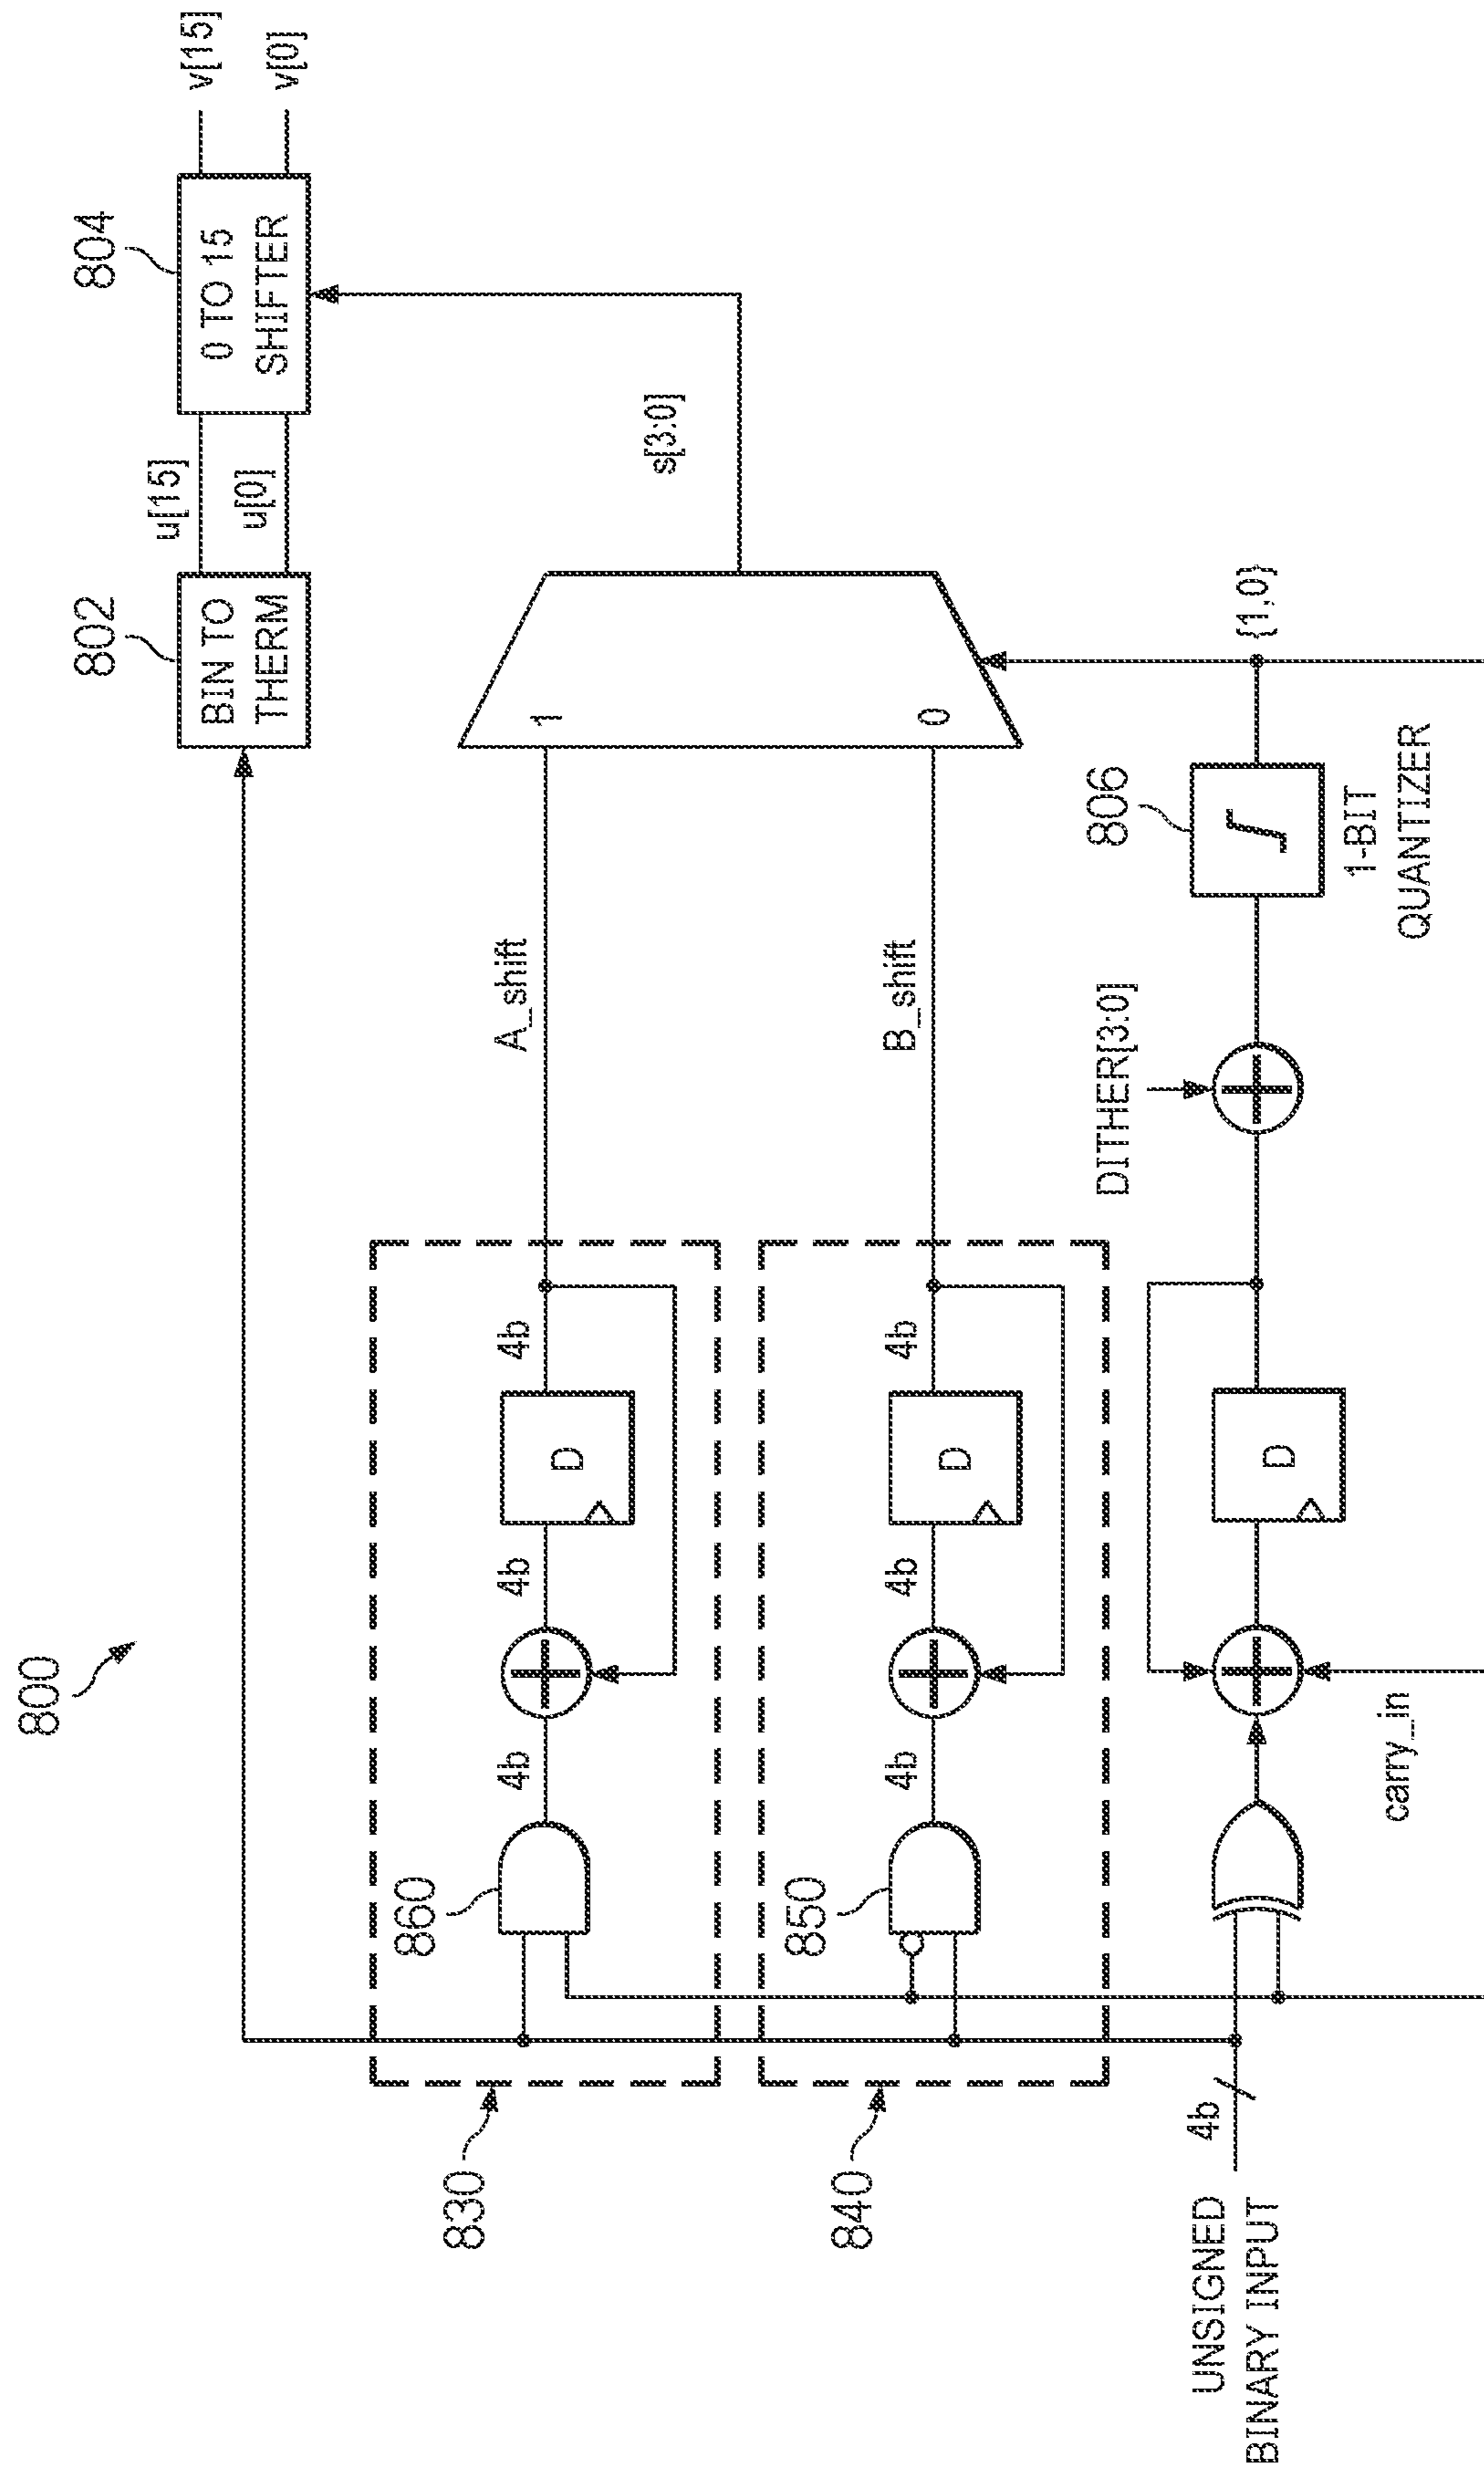 800
802
BIN TO
THERM
u[15]
u[0]
804
0 TO 15
SHIFTER
v[15]
v[0]
830
860
4b
4b
D
4b
A_shift
1
s[3:0]
840
850
4b
4b
D
4b
B_shift
0
UNSIGNED
BINARY INPUT
4b
carry_in
D
DITHER[3:0]
806
1-BIT
QUANTIZER
{1,0}